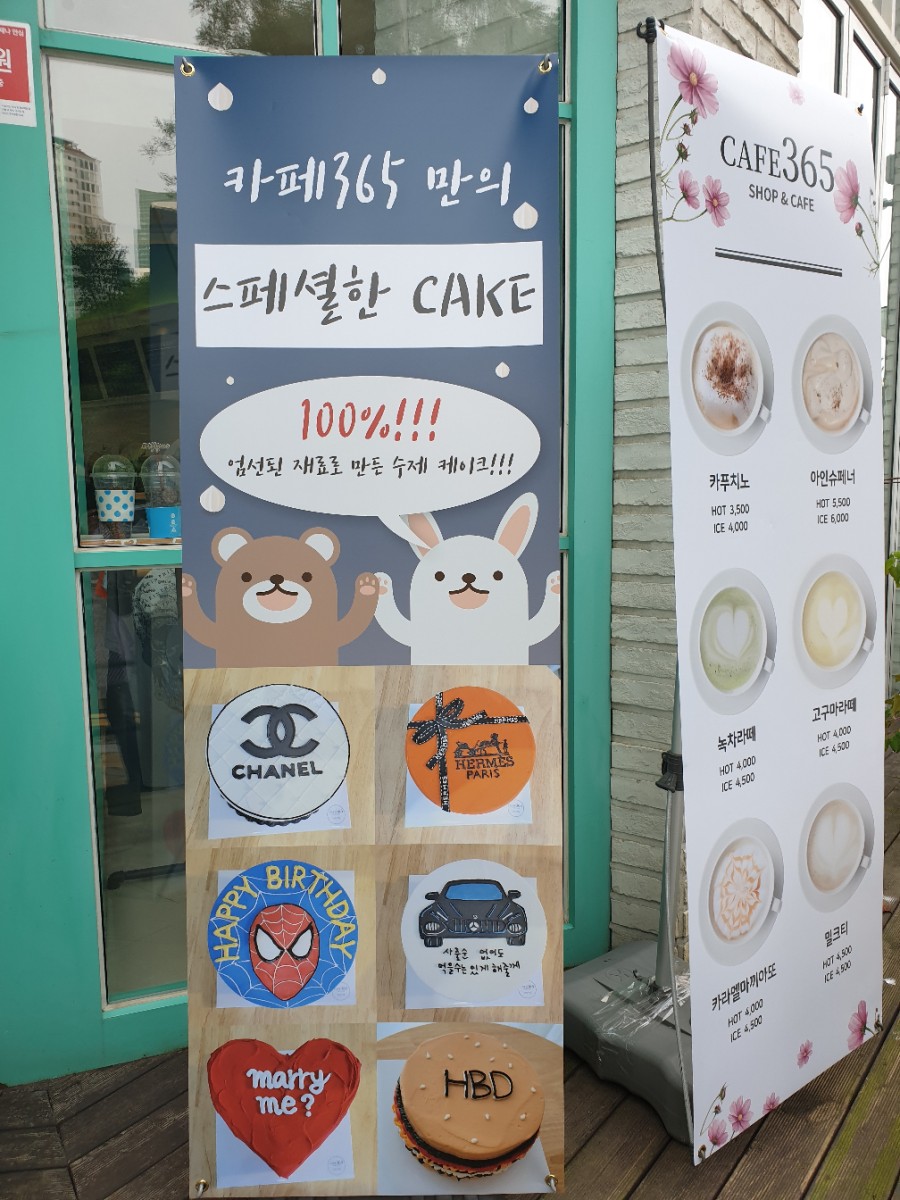 카페365 만의
스페셜한 CAKE
100%!!!
엄선된 재료로 만든 수제 케이크!!!
CHANEL
HERMES
PARIS
HAPPY BIRTHDAY
사줄순 없어도
먹을수는 있게 해줄께
marry
me?
HBD
CAFE365
SHOP & CAFE
카푸치노
HOT 3,500
ICE 4,000
아인슈페너
HOT 5,500
ICE 6,000
녹차라떼
HOT 4,000
ICE 4,500
고구마라떼
HOT 4,000
ICE 4,500
카라멜마끼아또
HOT 4,000
ICE 4,500
밀크티
HOT 4,500
ICE 4,500
원